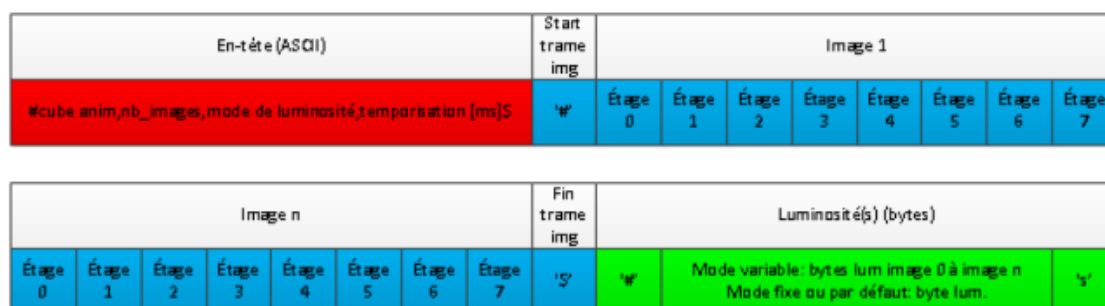 En-tête (ASCII)
Start
trame
img
Image 1
#cube anim,nb_images,mode de luminosité,temporisation [ms]S
'#'
Étage
0
Étage
1
Étage
2
Étage
3
Étage
4
Étage
5
Étage
6
Étage
7
Image n
Fin
trame
img
Luminosité(s) (bytes)
Étage
0
Étage
1
Étage
2
Étage
3
Étage
4
Étage
5
Étage
6
Étage
7
'S'
'#'
Mode variable: bytes lum image 0 à image n
Mode fixe ou par défaut: byte lum.
's'